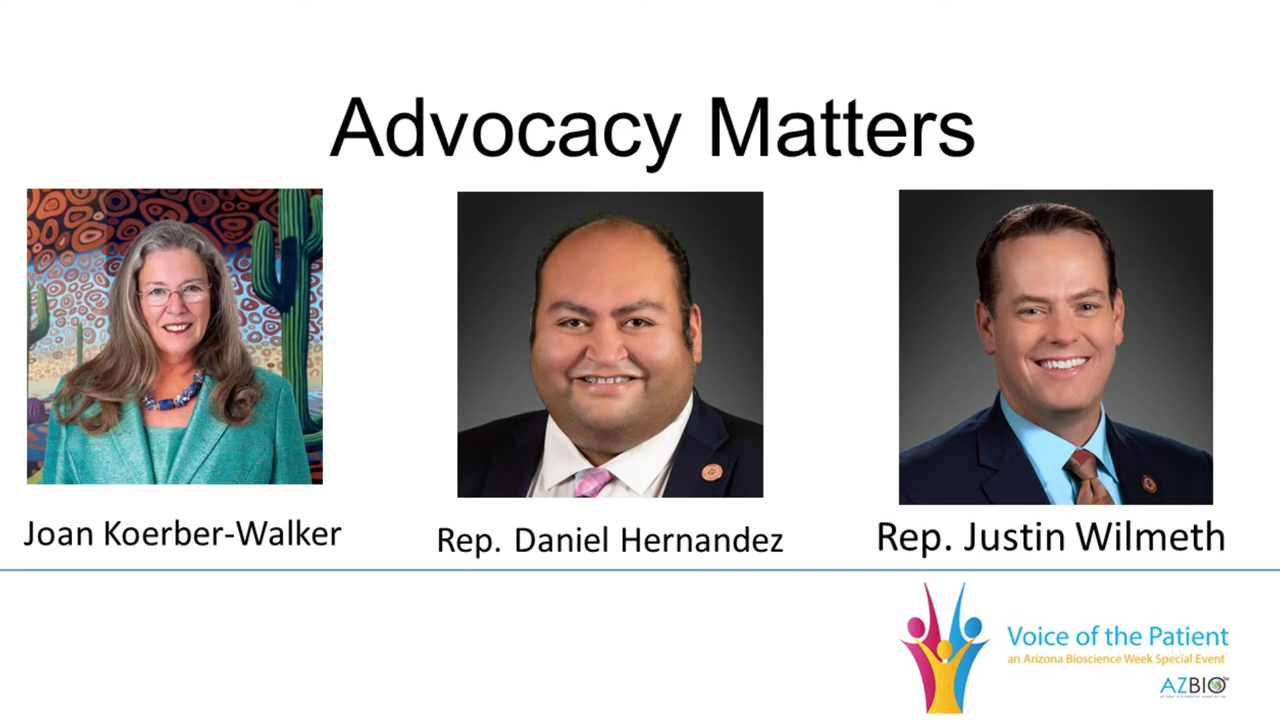 Advocacy Matters
Joan Koerber-Walker
Rep. Daniel Hernandez
Rep. Justin Wilmeth
Voice of the Patient
an Arizona Bioscience Week Special Event
AZBIO